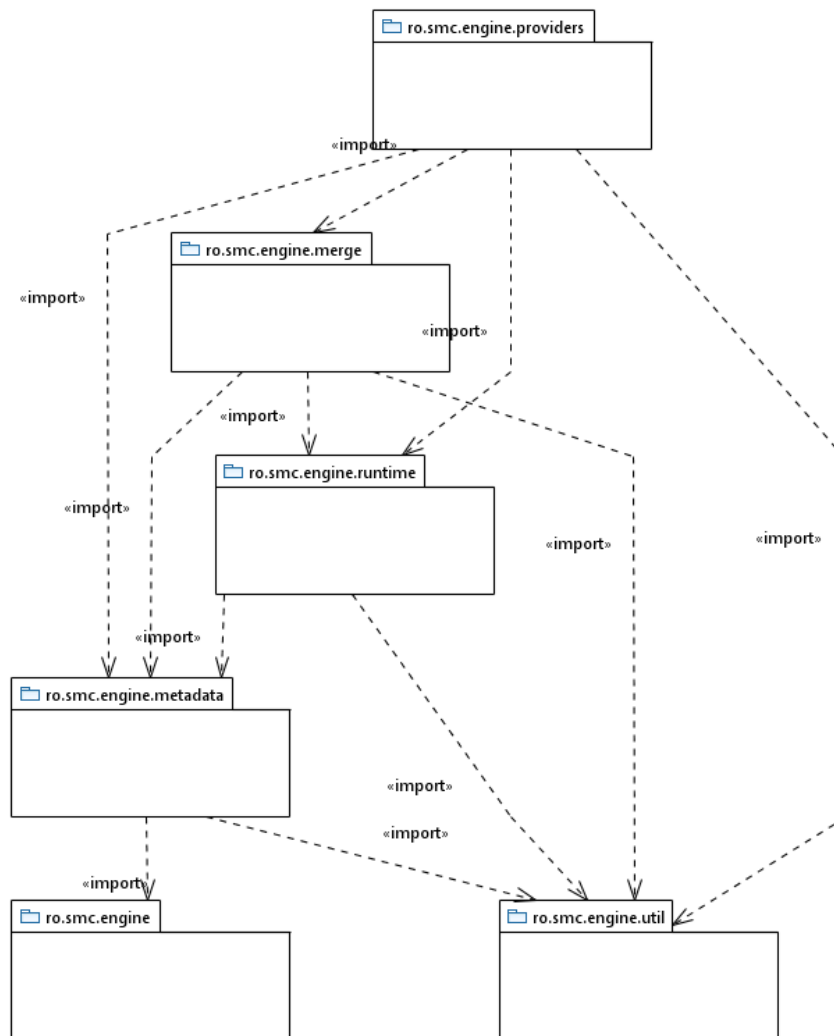 ro.smc.engine.providers
«import»
ro.smc.engine.merge
«import»
«import»
«import»
ro.smc.engine.runtime
«import»
«import»
«import»
«import»
ro.smc.engine.metadata
«import»
«import»
«import»
ro.smc.engine
ro.smc.engine.util